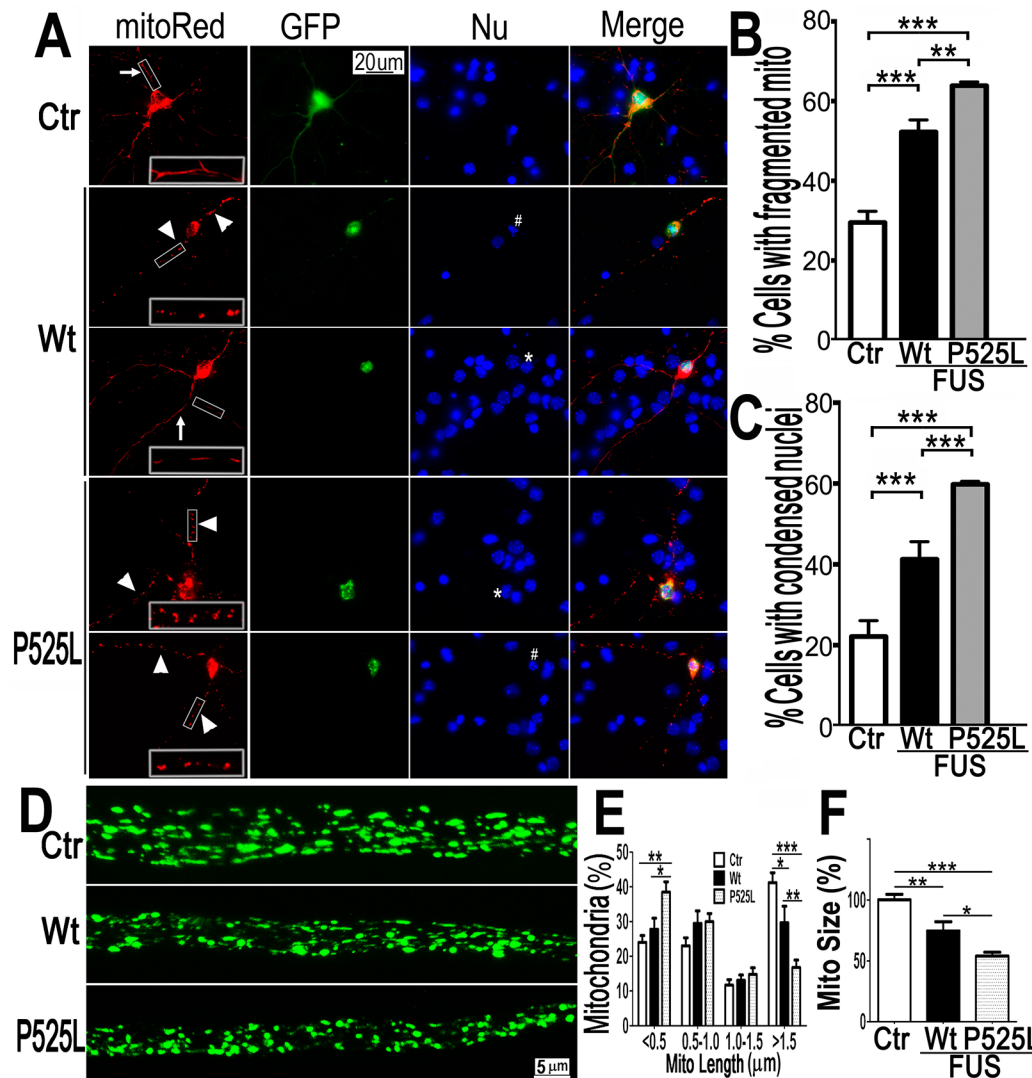 A
mitoRed GFP Nu Merge
20um
Ctr
#
Wt
*
*
P525L
#
B
% Cells with fragmented mito
80
60
40
20
0
***
**
***
Ctr Wt P525L
FUS
C
% Cells with condensed nuclei
80
60
40
20
0
***
***
***
Ctr Wt P525L
FUS
D
Ctr
Wt
P525L
5 μm
E
Mitochondria (%)
50
40
30
20
10
0
**
*
Ctr
Wt
P525L
***
*
**
<0.5 0.5-1.0 1.0-1.5 >1.5
Mito Length (μm)
F
Mito Size (%)
150
100
50
0
***
**
*
Ctr Wt P525L
FUS